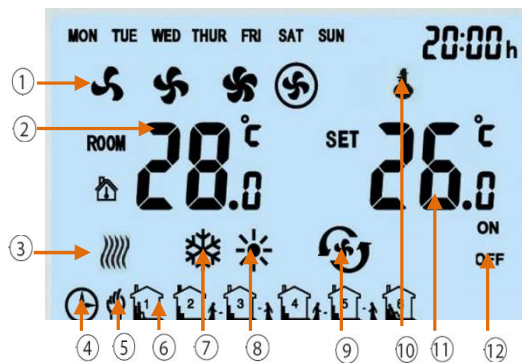 MON TUE WED THUR FRI SAT SUN 20:00 h
①
② ROOM 28.0 °C SET 26.0 °C
ON
③ OFF
1 2 3 4 5 6
④ ⑤ ⑥ ⑦ ⑧ ⑨ ⑩ ⑪ ⑫